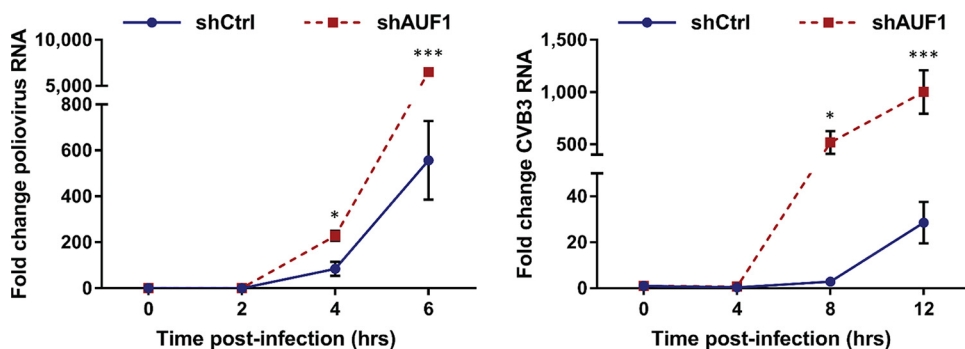 shCtrl shAUF1
Fold change poliovirus RNA
10,000
5,000
800
600
400
200
0
***
*
0 2 4 6
Time post-infection (hrs)
shCtrl shAUF1
Fold change CVB3 RNA
1,500
1,000
500
40
20
0
***
*
0 4 8 12
Time post-infection (hrs)